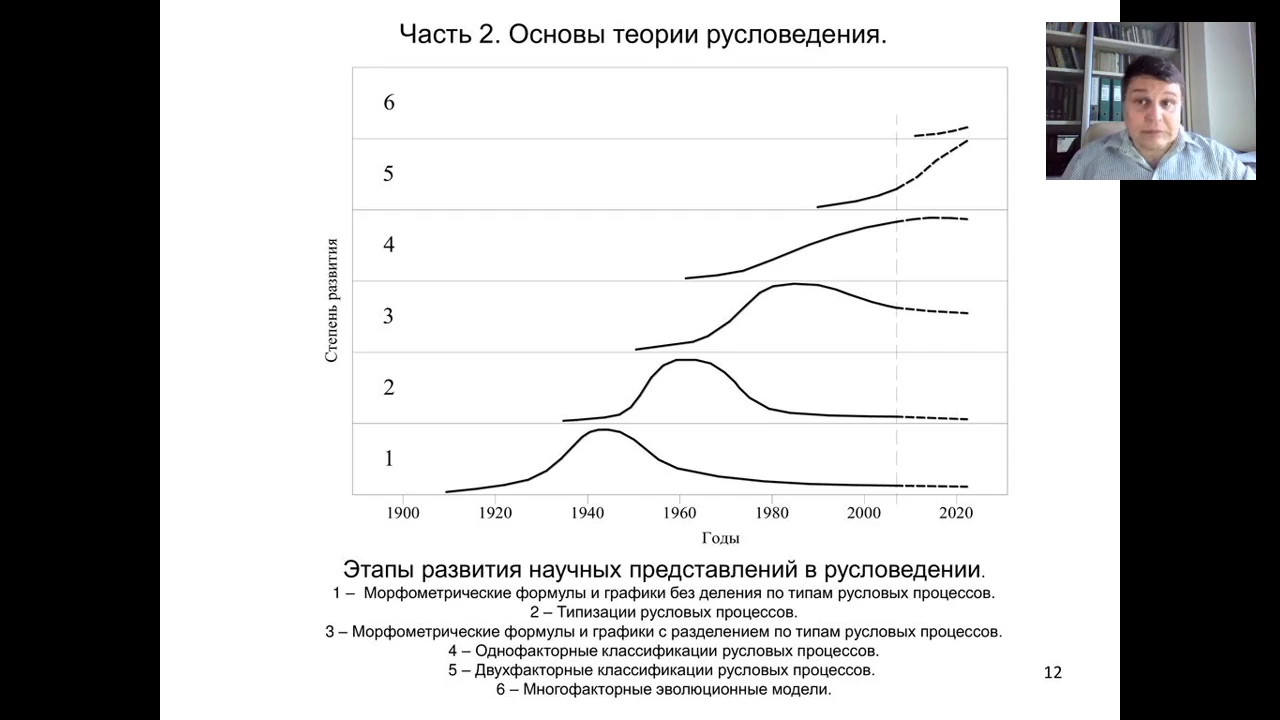 Часть 2. Основы теории русловедения.
6
5
4
3
2
1
Степень развития
1900 1920 1940 1960 1980 2000 2020
Годы
Этапы развития научных представлений в русловедении.
1 – Морфометрические формулы и графики без деления по типам русловых процессов.
2 – Типизации русловых процессов.
3 – Морфометрические формулы и графики с разделением по типам русловых процессов.
4 – Однофакторные классификации русловых процессов.
5 – Двухфакторные классификации русловых процессов.
6 – Многофакторные эволюционные модели.
12